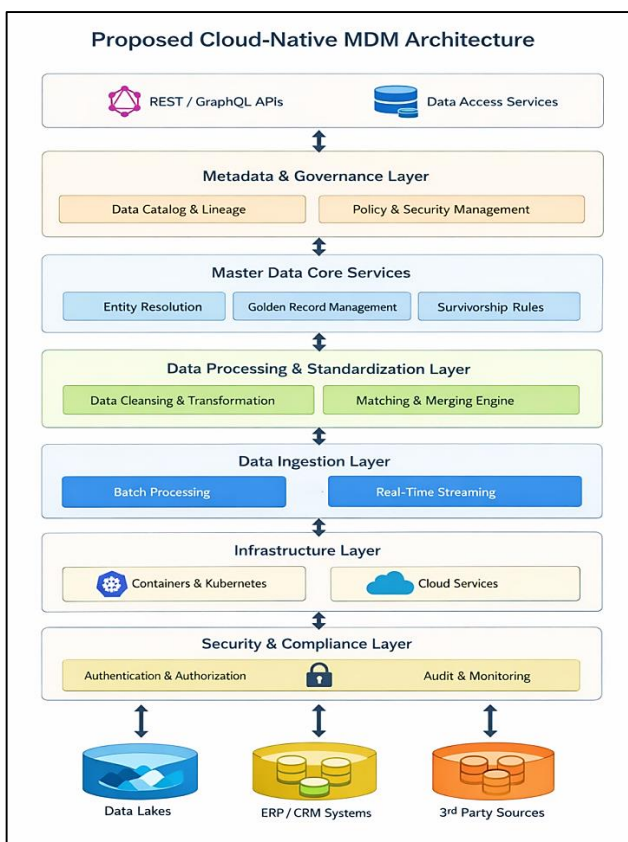 Proposed Cloud-Native MDM Architecture
REST / GraphQL APIs
Data Access Services
Metadata & Governance Layer
Data Catalog & Lineage
Policy & Security Management
Master Data Core Services
Entity Resolution
Golden Record Management
Survivorship Rules
Data Processing & Standardization Layer
Data Cleansing & Transformation
Matching & Merging Engine
Data Ingestion Layer
Batch Processing
Real-Time Streaming
Infrastructure Layer
Containers & Kubernetes
Cloud Services
Security & Compliance Layer
Authentication & Authorization
Audit & Monitoring
Data Lakes
ERP / CRM Systems
3rd Party Sources